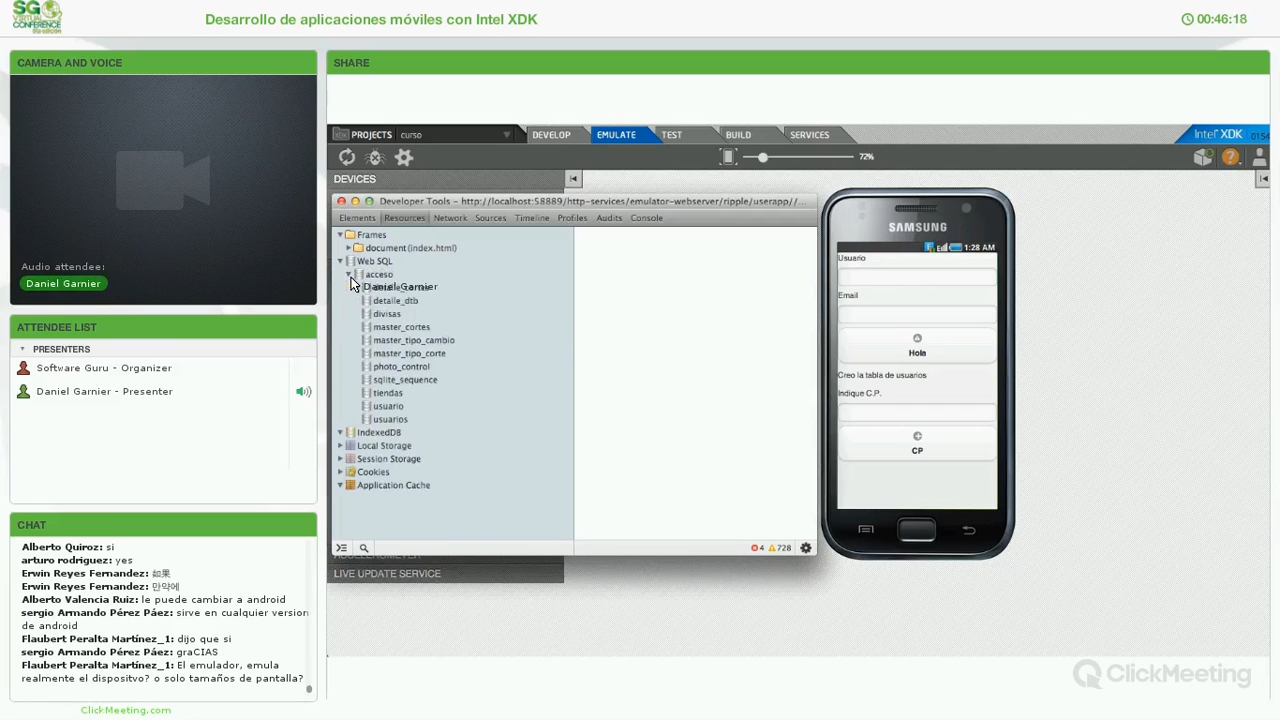 SG
VIRTUAL
CONFERENCE
Desarrollo de aplicaciones móviles con Intel XDK
00:46:18
CAMERA AND VOICE
Audio attendee:
Daniel Garnier
ATTENDEE LIST
PRESENTERS
Software Guru - Organizer
Daniel Garnier - Presenter
CHAT
Alberto Quiroz: si
arturo rodriguez: yes
Erwin Reyes Fernandez: 如果
Erwin Reyes Fernandez: 만약에
Alberto Valencia Ruiz: le puede cambiar a android
sergio Armando Pérez Páez: sirve en cualquier version
de android
Flaubert Peralta Martínez_1: dijo que si
sergio Armando Pérez Páez: graCIAS
Flaubert Peralta Martínez_1: El emulador, emula
realmente el dispositvo? o solo tamaños de pantalla?
ClickMeeting.com
SHARE
PROJECTS curso DEVELOP EMULATE TEST BUILD SERVICES Intel XDK
72%
DEVICES
Developer Tools - http://localhost:58889/http-services/emulator-webserver/ripple/userapp//...
Elements Resources Network Sources Timeline Profiles Audits Console
Frames
document (index.html)
Web SQL
acceso
Daniel Garnier
detalle_dtb
divisas
master_cortes
master_tipo_cambio
master_tipo_corte
photo_control
sqlite_sequence
tiendas
usuario
usuarios
IndexedDB
Local Storage
Session Storage
Cookies
Application Cache
4 728
LIVE UPDATE SERVICE
SAMSUNG
1:28 AM
Usuario
Email
Hola
Creo la tabla de usuarios
Indique C.P.
CP
ClickMeeting